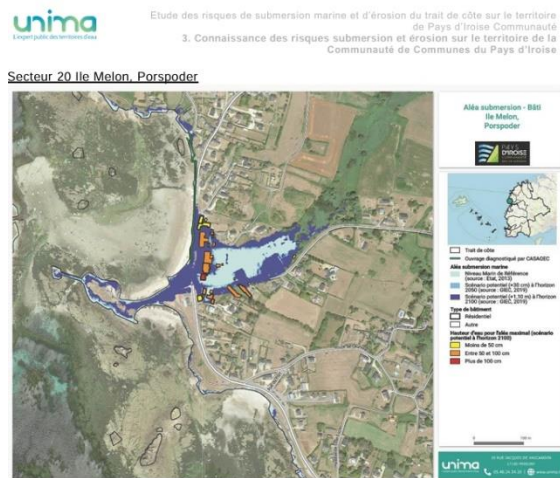 unima
L'expert public des territoires d'eau
Etude des risques de submersion marine et d'érosion du trait de côte sur le territoire
de Pays d'Iroise Communauté
3. Connaissance des risques submersion et érosion sur le territoire de la
Communauté de Communes du Pays d'Iroise
Secteur 20 Ile Melon, Porspoder
Aléa submersion - Bâti
Ile Melon,
Porspoder
PAYS
D'IROISE
Trait de côte
Ouvrage diagnostiqué par CASAGEC
Aléa submersion marine
Niveau Marin de Référence
(source : Etat, 2013)
Scénario potentiel (+30 cm) à l'horizon
2050 (source : GIEC, 2019)
Scénario potentiel (+1.10 m) à l'horizon
2100 (source : GIEC, 2019)
Type de bâtiment
Résidentiel
Autre
Hauteur d'eau pour l'aléa maximal (scénario
potentiel à l'horizon 2100)
Moins de 50 cm
Entre 50 et 100 cm
Plus de 100 cm
unima